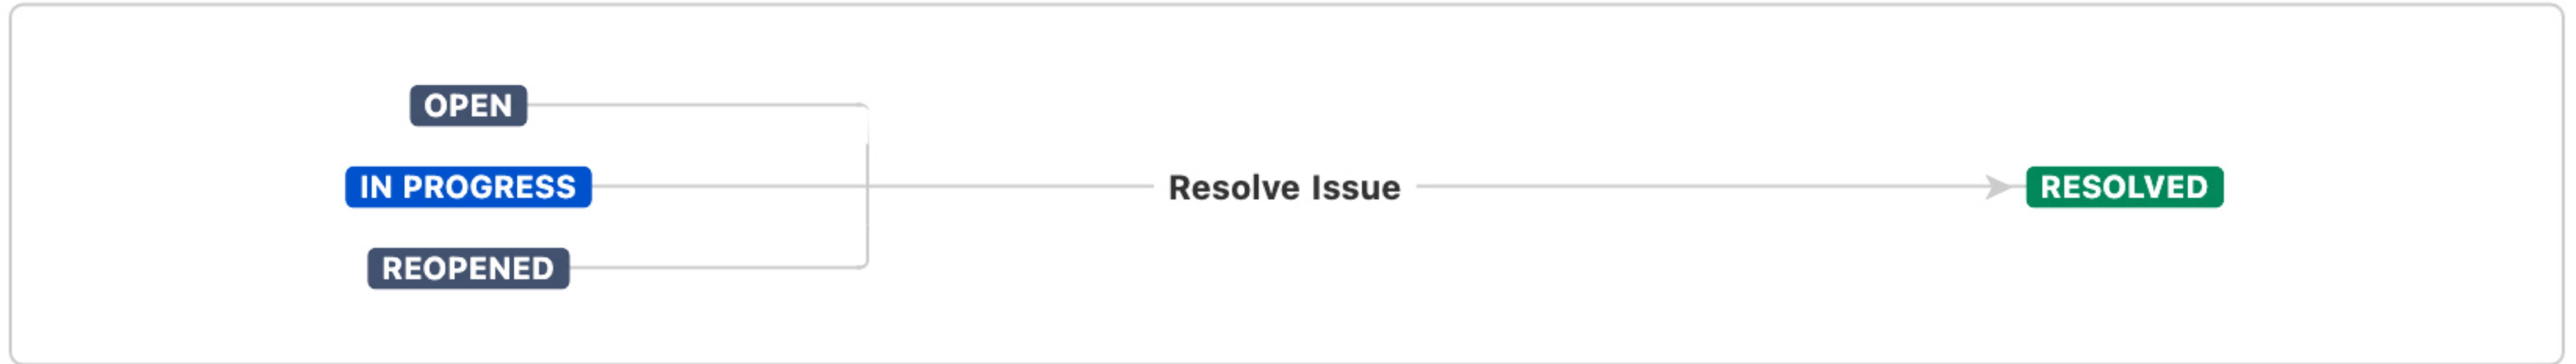 OPEN
IN PROGRESS
REOPENED
Resolve Issue
RESOLVED